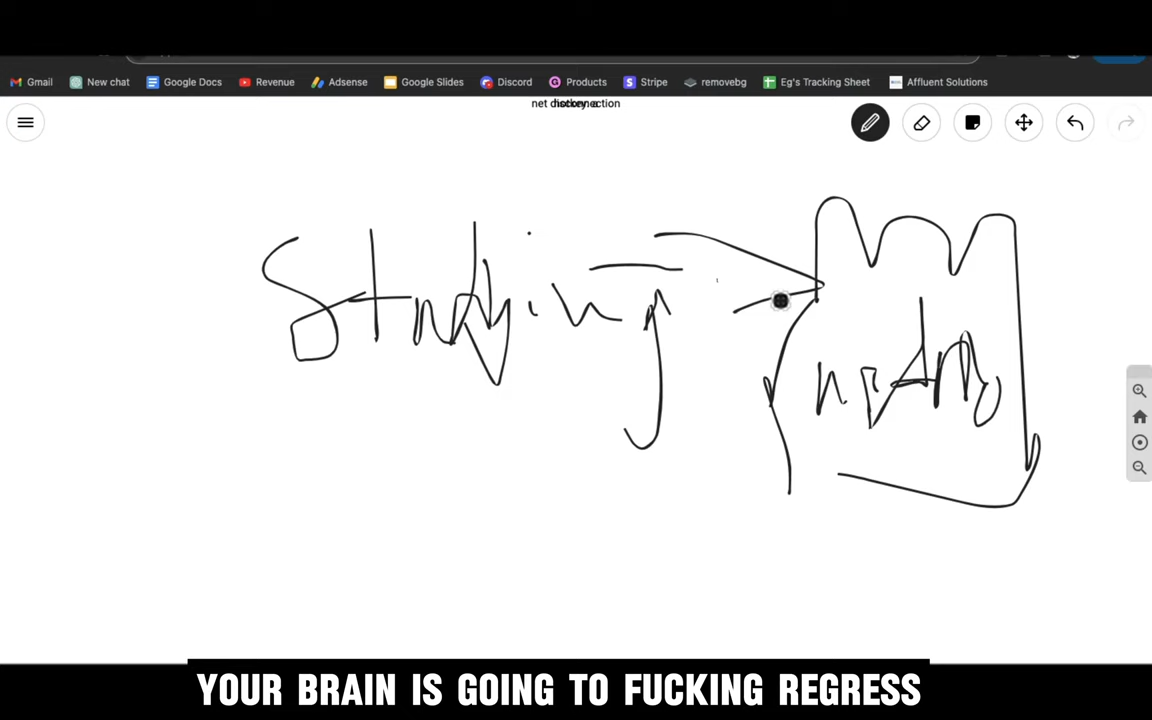 Gmail New chat Google Docs Revenue Adsense Google Slides Discord Products Stripe removebg Eg's Tracking Sheet Affluent Solutions
Studying
YOUR BRAIN IS GOING TO FUCKING REGRESS